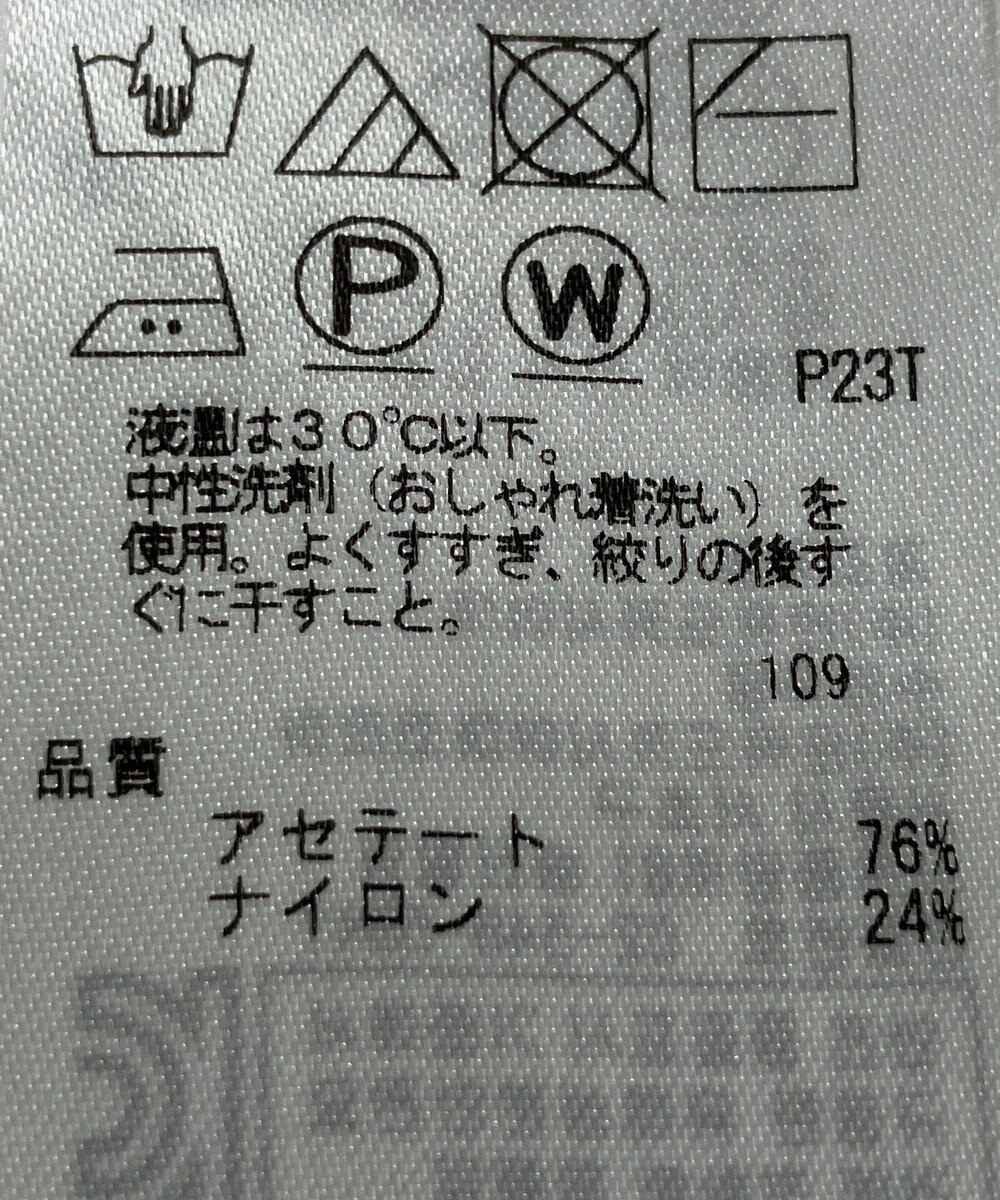 P
W
P23T
液温は30℃以下。
中性洗剤（おしゃれ着洗い）を
使用。よくすすぎ、絞りの後す
ぐに干すこと。
109
品質
アセテート 76%
ナイロン 24%